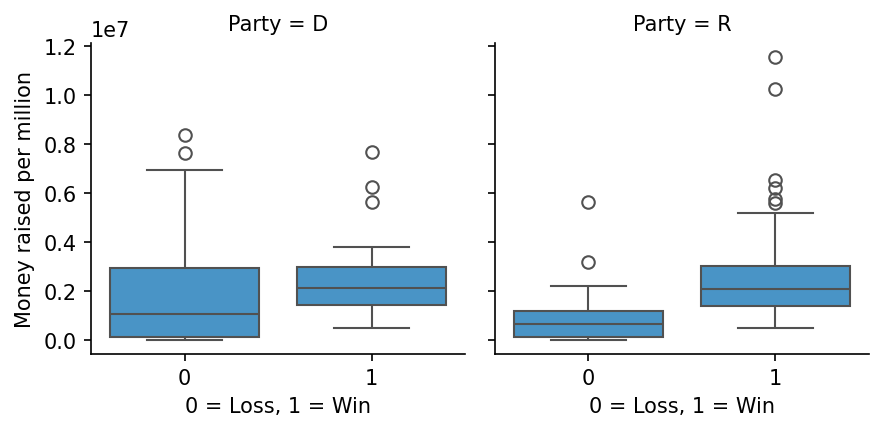 Party = D
Party = R
1e7
Money raised per million
1.2
1.0
0.8
0.6
0.4
0.2
0.0
0 1
0 1
0 = Loss, 1 = Win
0 = Loss, 1 = Win